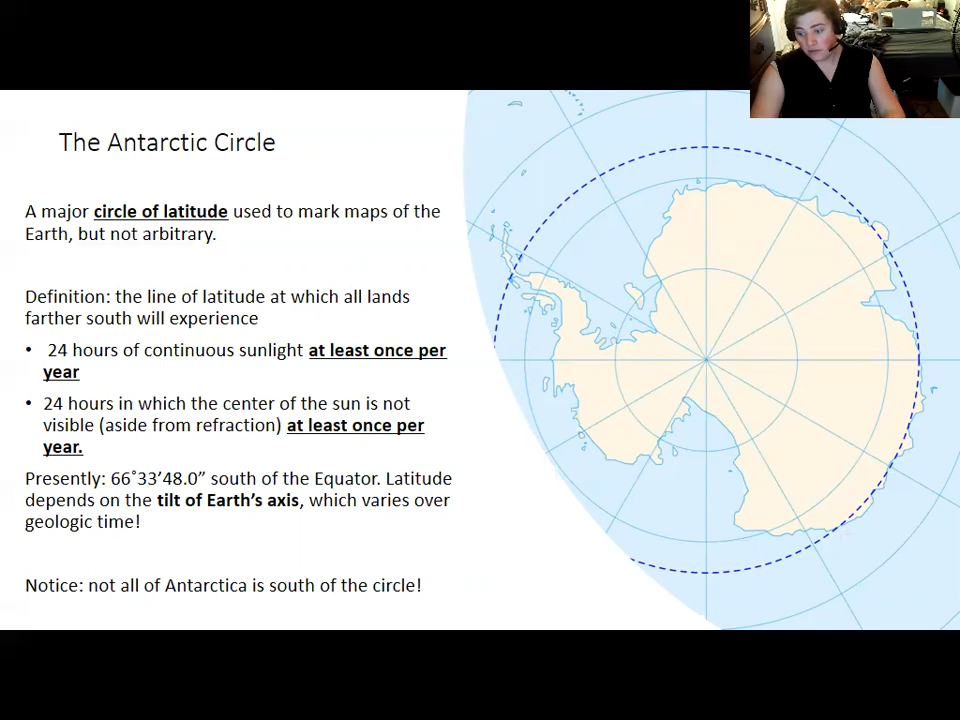 The Antarctic Circle
A major circle of latitude used to mark maps of the
Earth, but not arbitrary.
Definition: the line of latitude at which all lands
farther south will experience
• 24 hours of continuous sunlight at least once per
year
• 24 hours in which the center of the sun is not
visible (aside from refraction) at least once per
year.
Presently: 66˚33’48.0” south of the Equator. Latitude
depends on the tilt of Earth’s axis, which varies over
geologic time!
Notice: not all of Antarctica is south of the circle!